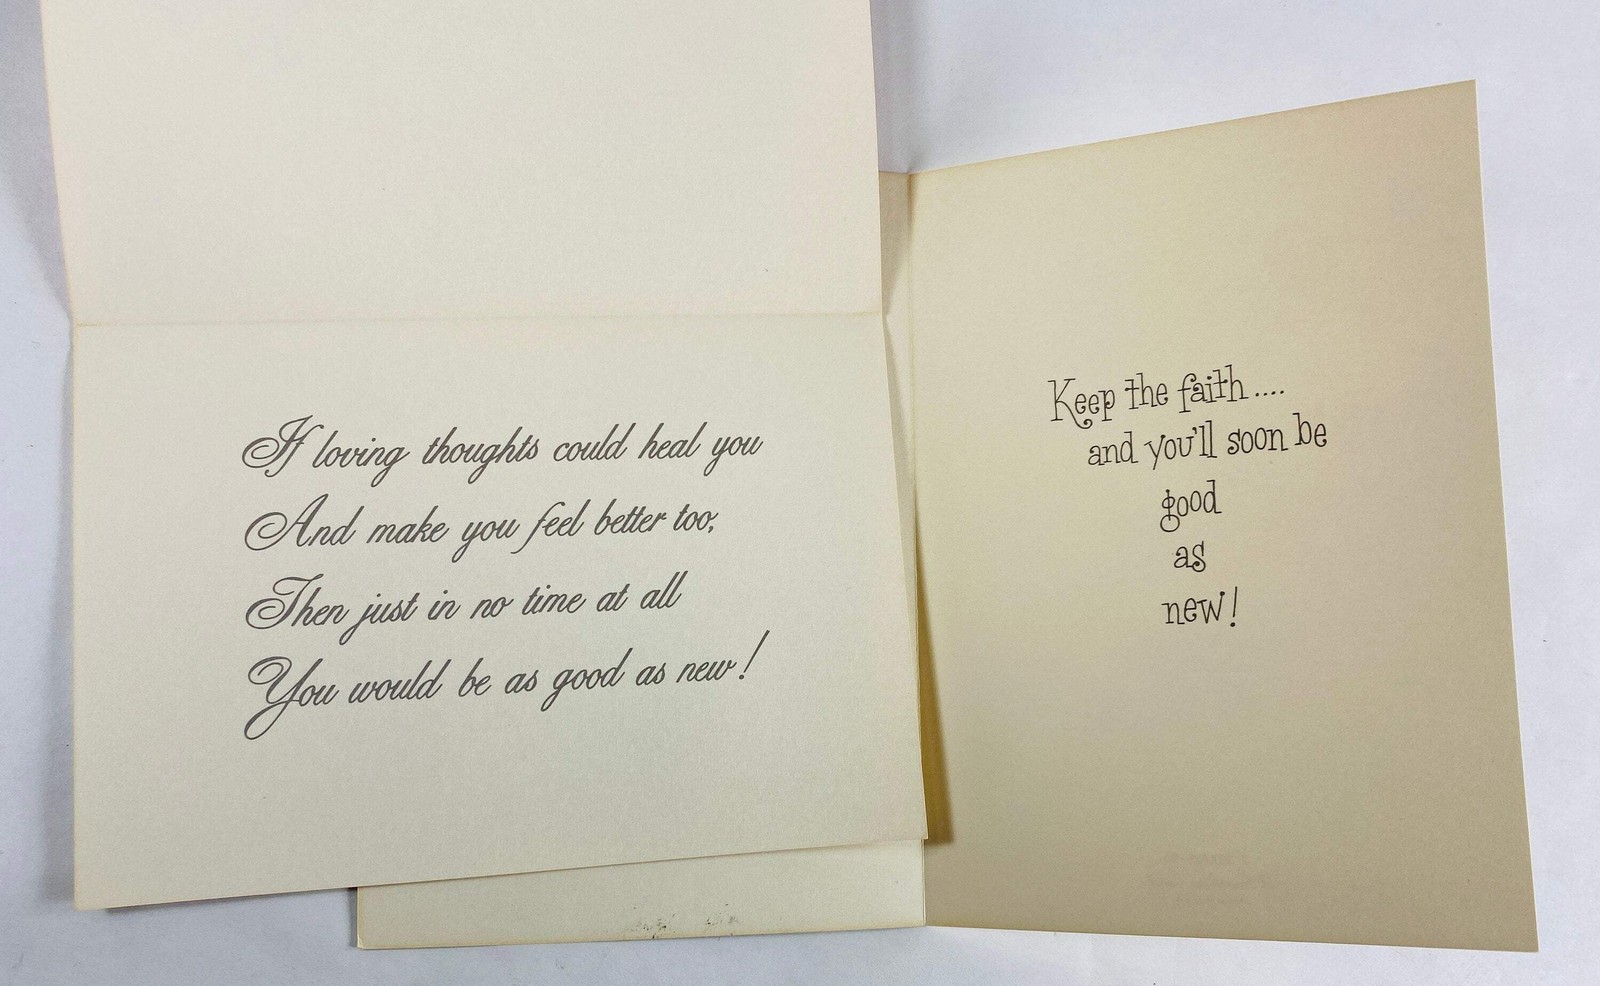 If loving thoughts could heal you
And make you feel better too,
Then just in no time at all
You would be as good as new!
Keep the faith....
and you'll soon be
good
as
new!